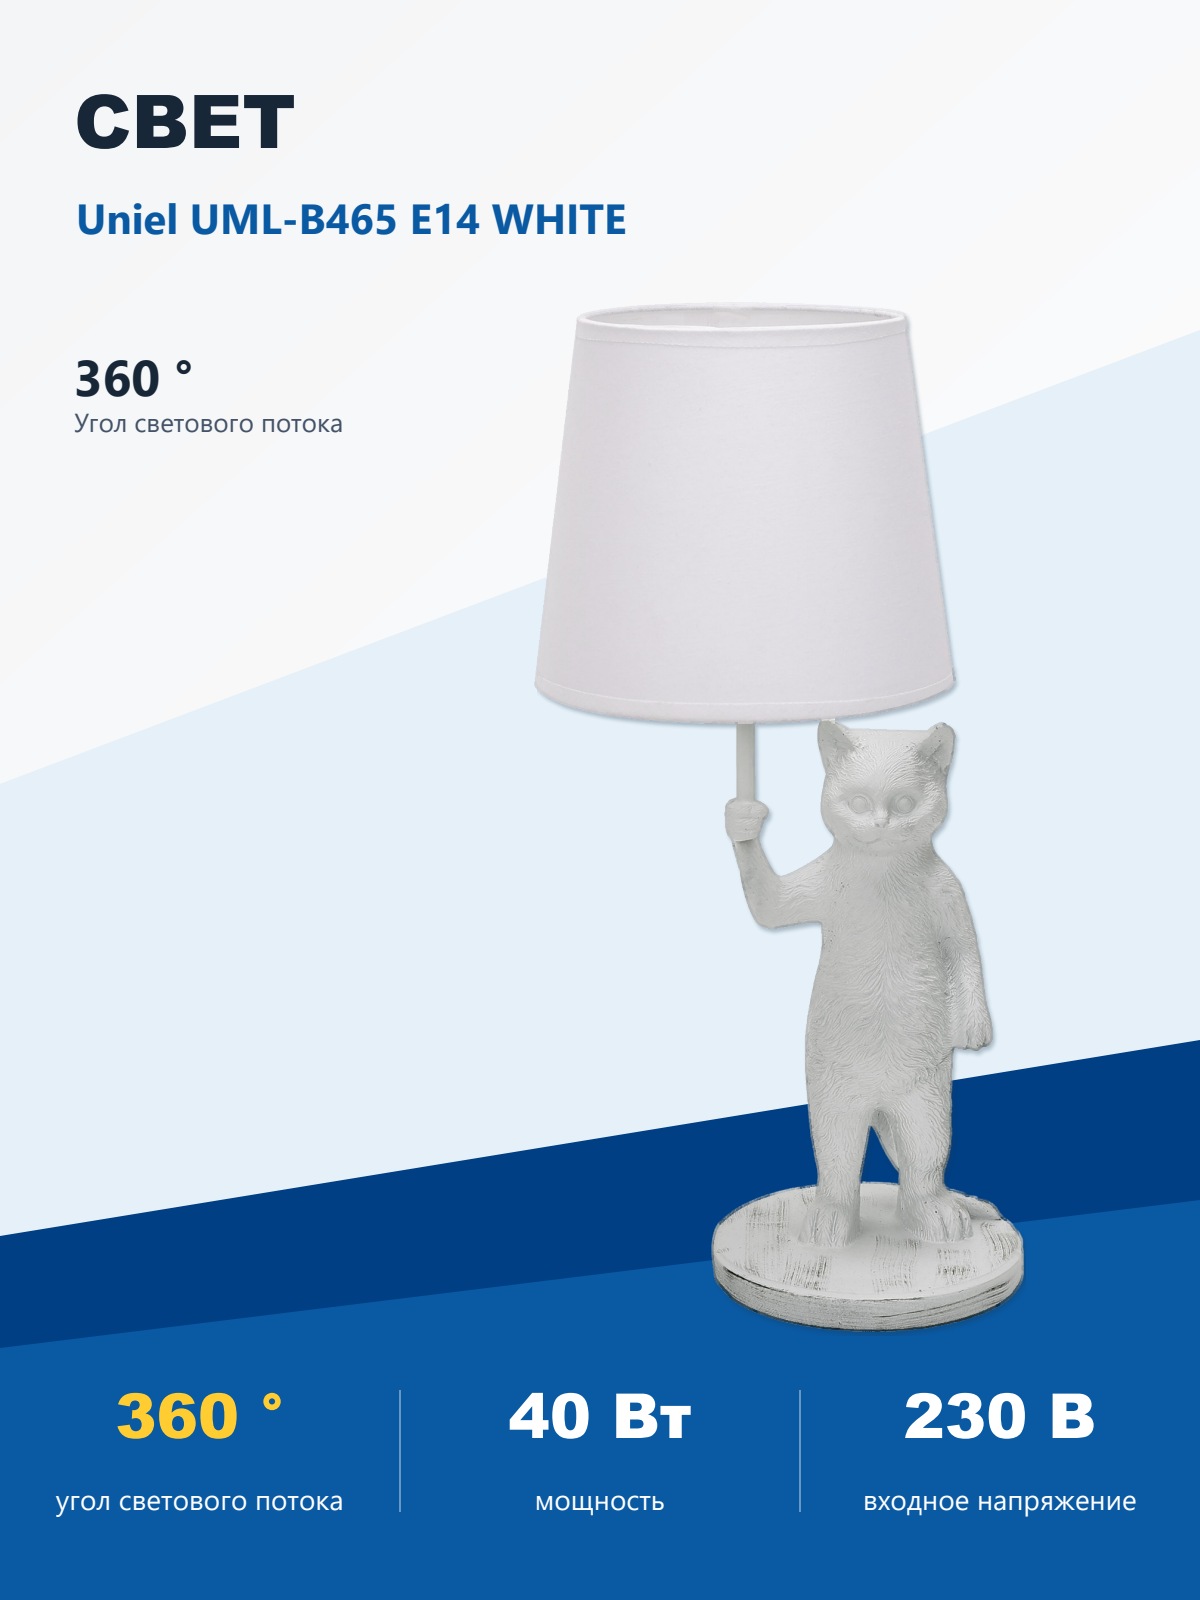 СВЕТ
Uniel UML-B465 E14 WHITE
360 °
Угол светового потока
360 °
угол светового потока
40 Вт
мощность
230 В
входное напряжение